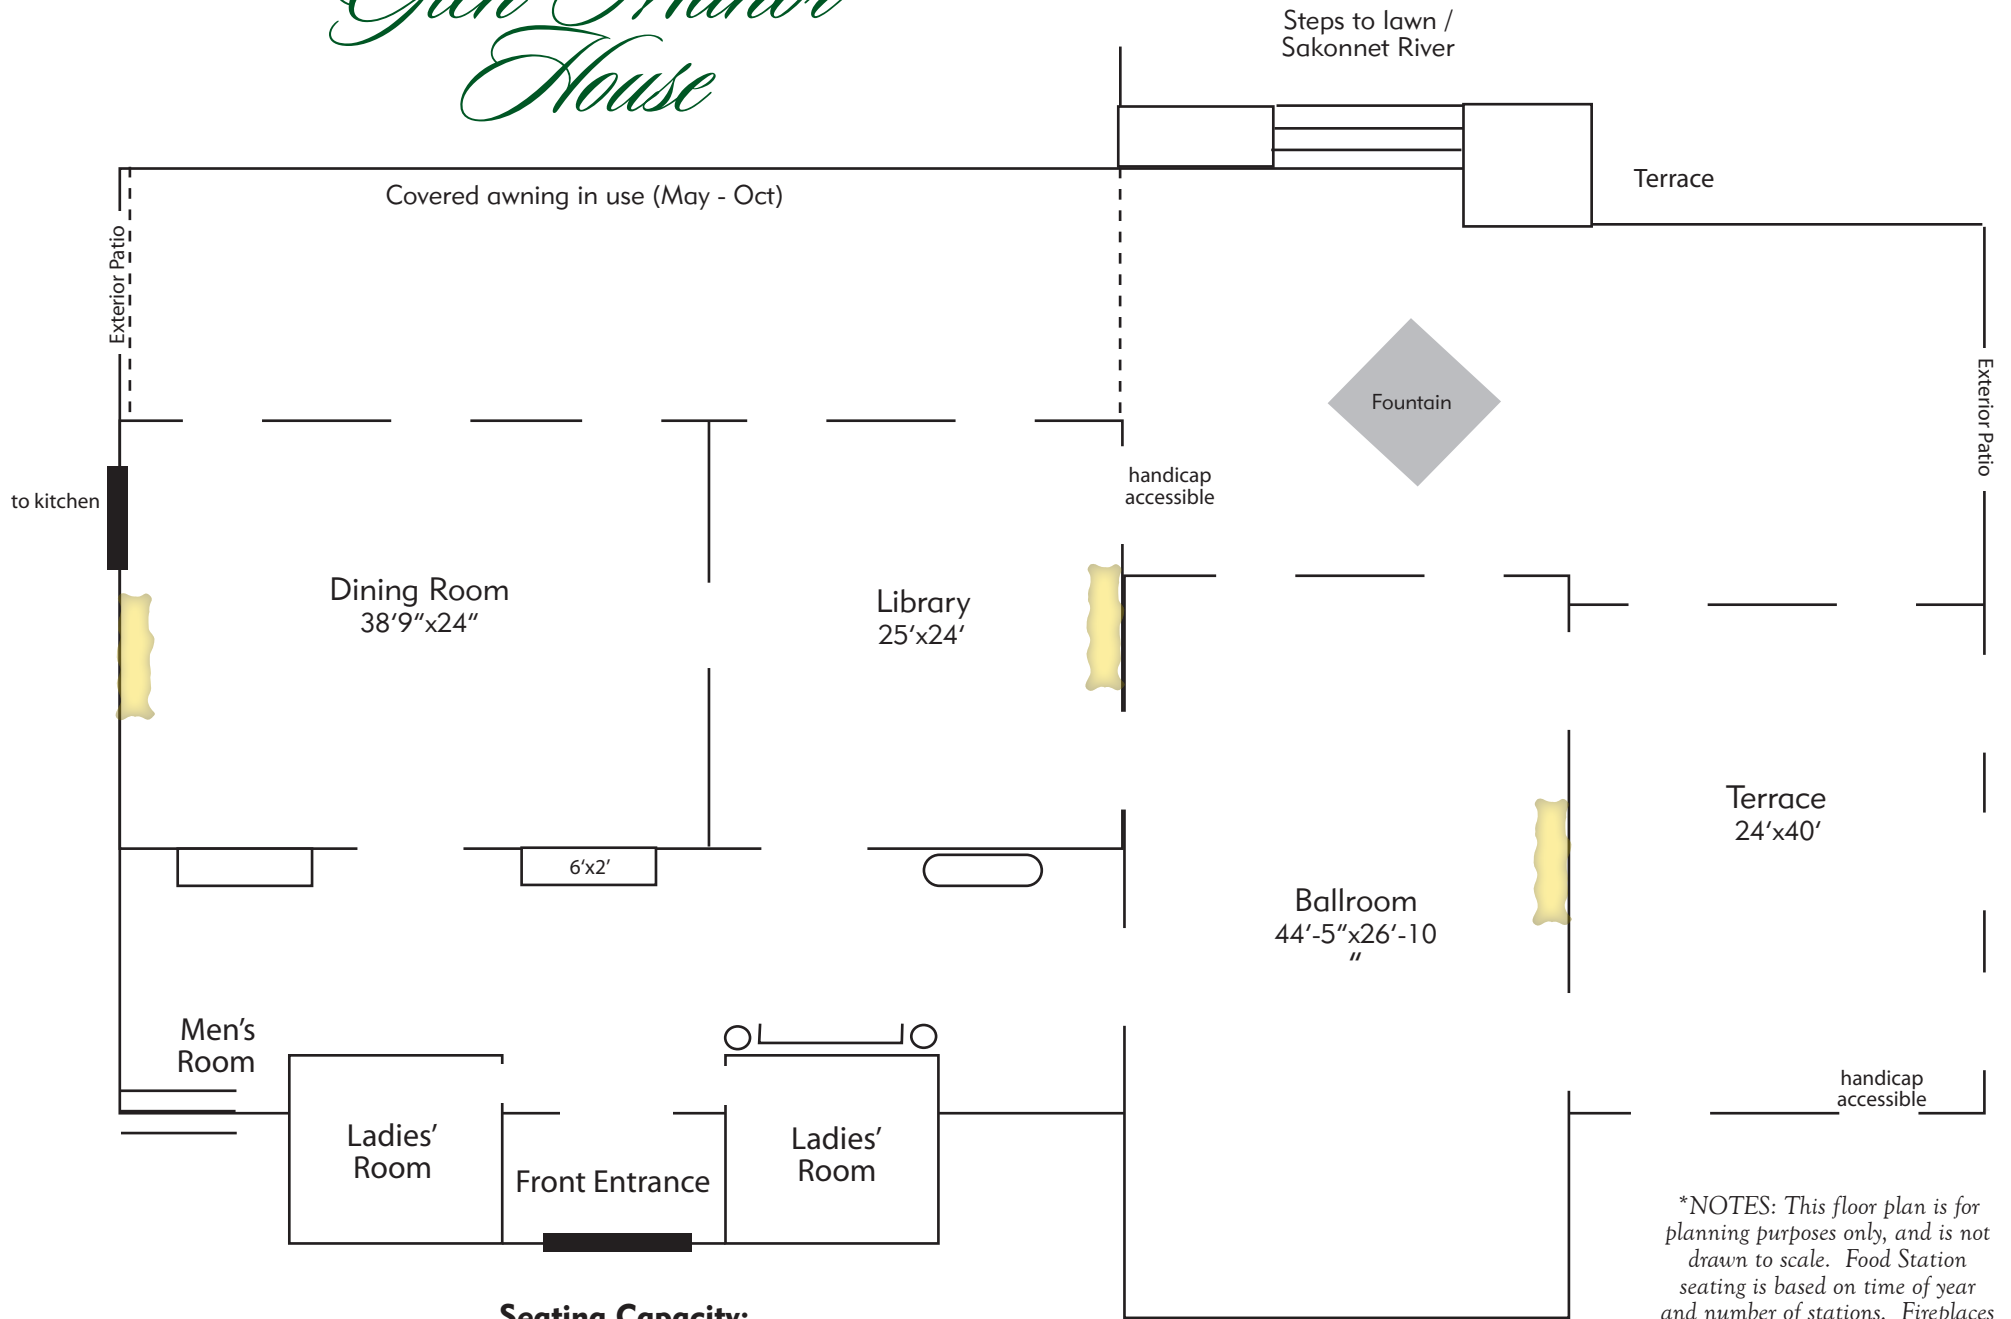 Glen Manor
House
Steps to lawn /
Sakonnet River
Terrace
Covered awning in use (May - Oct)
Exterior Patio
Fountain
Exterior Patio
to kitchen
handicap
accessible
Dining Room
38'9"x24"
Library
25'x24'
Terrace
24'x40'
6'x2'
Ballroom
44'-5"x26'-10
"
Men's
Room
handicap
accessible
Ladies'
Room
Front Entrance
Ladies'
Room
*NOTES: This floor plan is for
planning purposes only, and is not
drawn to scale. Food Station
seating is based on time of year
and number of stations. Fireplaces
Seating Capacity: